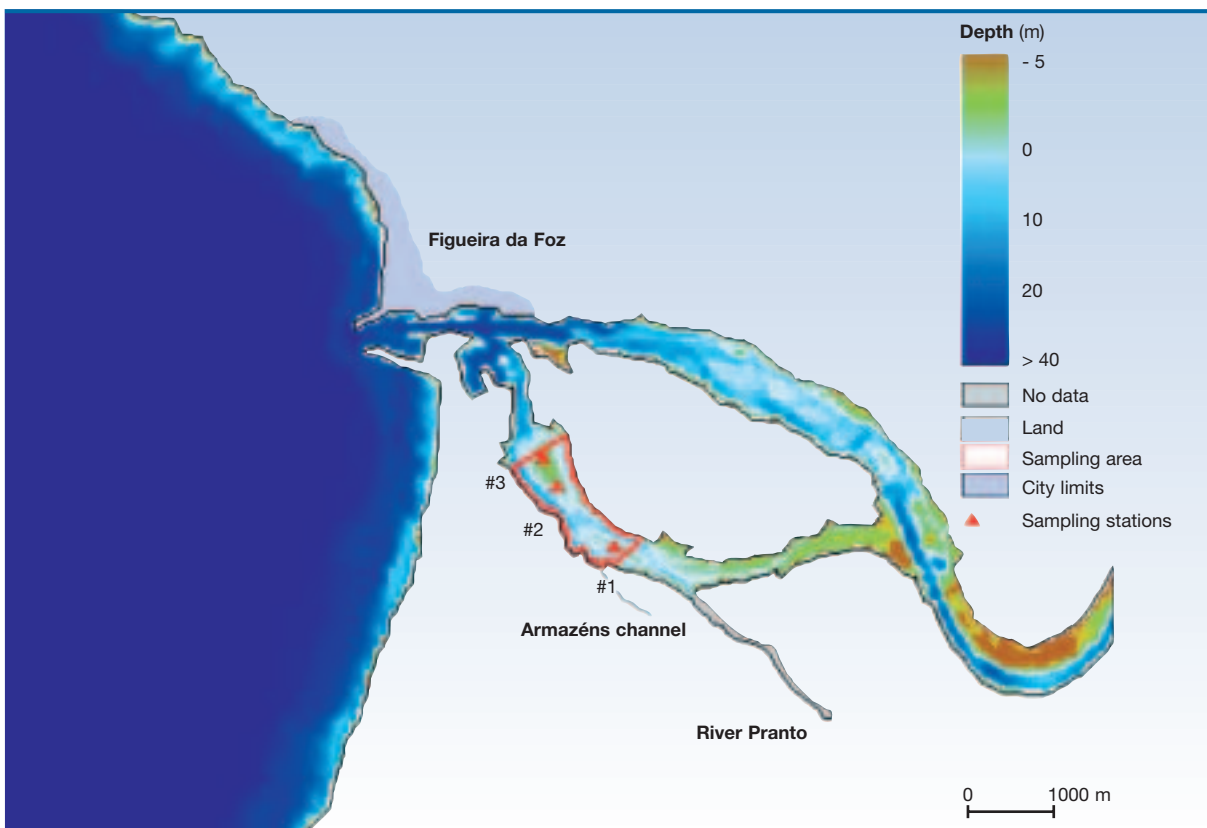 Depth (m)
- 5
0
10
20
> 40
No data
Land
Sampling area
City limits
Sampling stations
Figueira da Foz
#3
#2
#1
Armazéns channel
River Pranto
0 1000 m